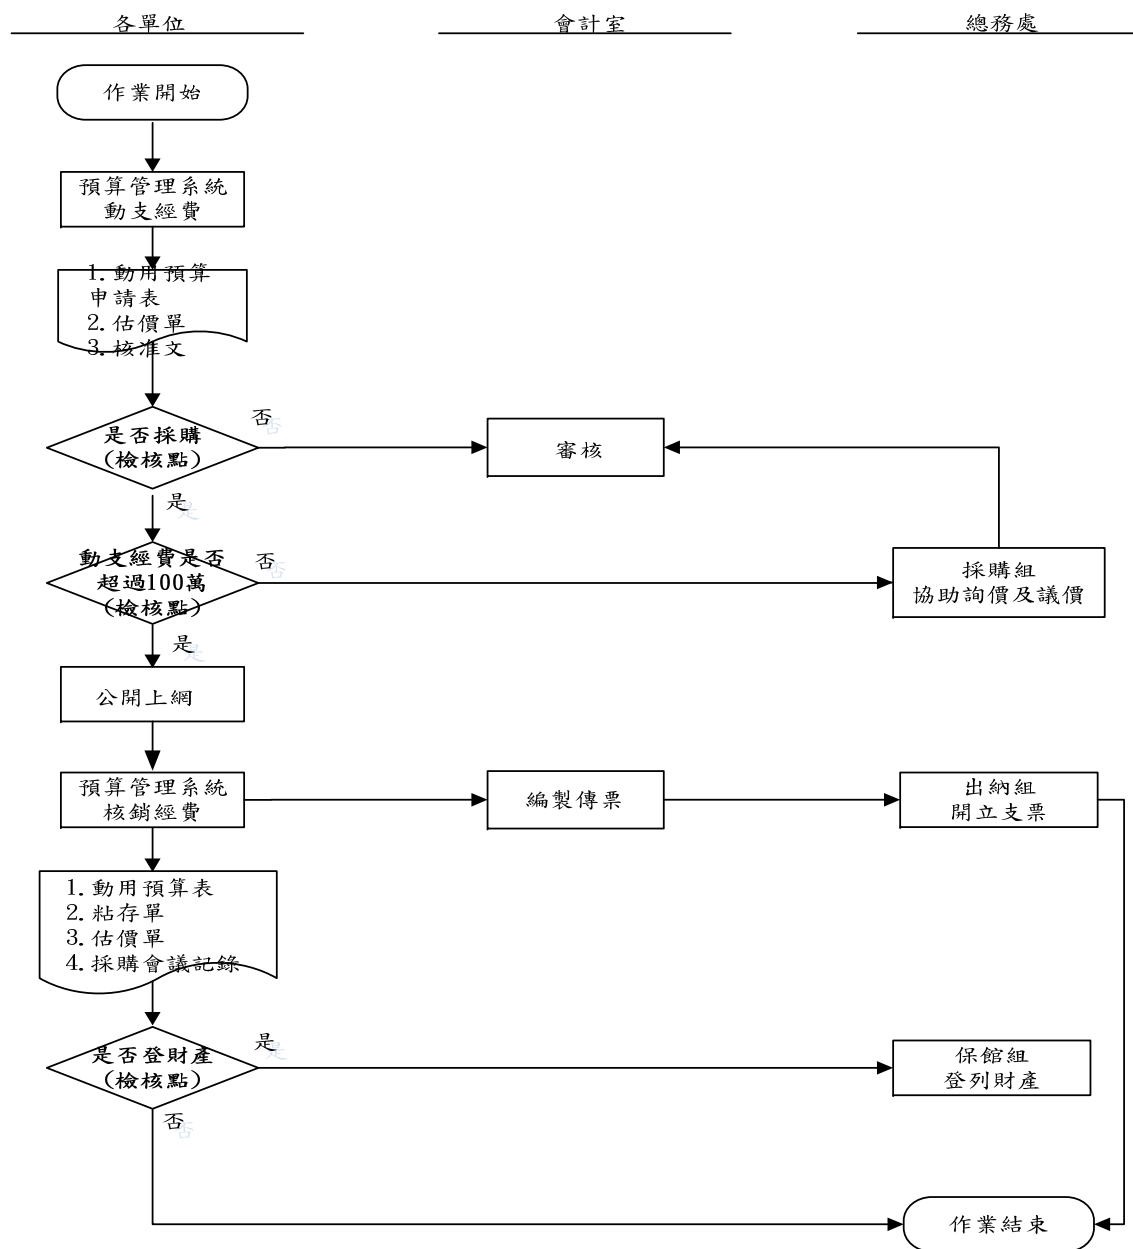 各單位
會計室
總務處
作業開始
預算管理系統
動支經費
1.動用預算
申請表
2.估價單
3.核准文
是否採購
(檢核點)
否
審核
是
動支經費是否
超過100萬
(檢核點)
否
採購組
協助詢價及議價
是
公開上網
預算管理系統
核銷經費
編製傳票
出納組
開立支票
1.動用預算表
2.粘存單
3.估價單
4.採購會議記錄
是否登財產
(檢核點)
是
保館組
登列財產
否
作業結束